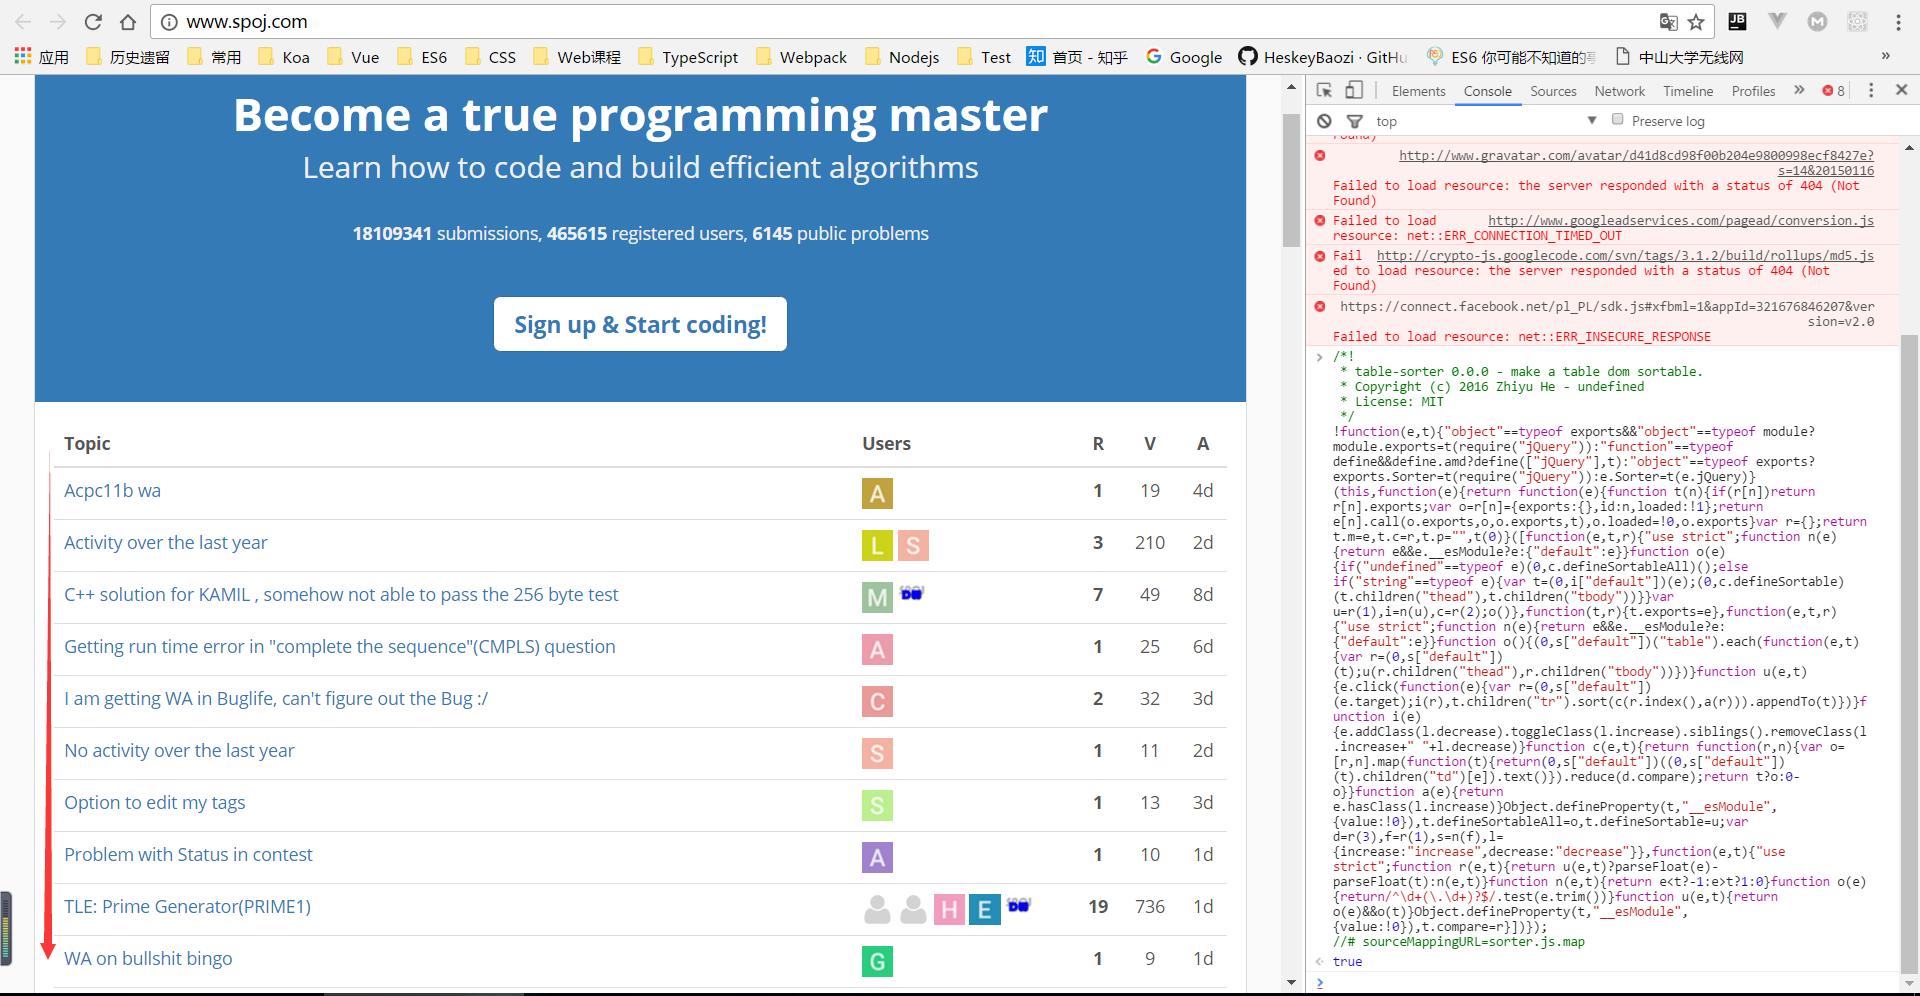 www.spoj.com
应用 历史遗留 常用 Koa Vue ES6 CSS Web课程 TypeScript Webpack Nodejs Test 知 首页 - 知乎 Google HeskeyBaozi · GitHu ES6 你可能不知道的 中山大学无线网 »
Become a true programming master
Learn how to code and build efficient algorithms
18109341 submissions, 465615 registered users, 6145 public problems
Sign up & Start coding!
Topic Users R V A
Acpc11b wa A 1 19 4d
Activity over the last year L S 3 210 2d
C++ solution for KAMIL , somehow not able to pass the 256 byte test M 7 49 8d
Getting run time error in "complete the sequence"(CMPLS) question A 1 25 6d
I am getting WA in Buglife, can't figure out the Bug :/ C 2 32 3d
No activity over the last year S 1 11 2d
Option to edit my tags S 1 13 3d
Problem with Status in contest A 1 10 1d
TLE: Prime Generator(PRIME1) H E 19 736 1d
WA on bullshit bingo G 1 9 1d
Elements Console Sources Network Timeline Profiles » 8
top Preserve log
Found)
http://www.gravatar.com/avatar/d41d8cd98f00b204e9800998ecf8427e?
s=14&20150116
Failed to load resource: the server responded with a status of 404 (Not
Found)
Failed to load http://www.googleadservices.com/pagead/conversion.js
resource: net::ERR_CONNECTION_TIMED_OUT
Fail http://crypto-js.googlecode.com/svn/tags/3.1.2/build/rollups/md5.js
ed to load resource: the server responded with a status of 404 (Not
Found)
https://connect.facebook.net/pl_PL/sdk.js#xfbml=1&appId=321676846207&ver
sion=v2.0
Failed to load resource: net::ERR_INSECURE_RESPONSE
/*!
* table-sorter 0.0.0 - make a table dom sortable.
* Copyright (c) 2016 Zhiyu He - undefined
* License: MIT
*/
!function(e,t){"object"==typeof exports&&"object"==typeof module?
module.exports=t(require("jQuery")):"function"==typeof
define&&define.amd?define(["jQuery"],t):"object"==typeof exports?
exports.Sorter=t(require("jQuery")):e.Sorter=t(e.jQuery)}
(this,function(e){return function(e){function t(n){if(r[n])return
r[n].exports;var o=r[n]={exports:{},id:n,loaded:!1};return
e[n].call(o.exports,o,o.exports,t),o.loaded=!0,o.exports}var r={};return
t.m=e,t.c=r,t.p="",t(0)}([function(e,t,r){"use strict";function n(e)
{return e&&e.__esModule?e:{"default":e}}function o(e)
{if("undefined"==typeof e)(0,c.defineSortableAll)();else
if("string"==typeof e){var t=(0,i["default"])(e);(0,c.defineSortable)
(t.children("thead"),t.children("tbody"))}}var
u=r(1),i=n(u),c=r(2);o()},function(t,r){t.exports=e},function(e,t,r)
{"use strict";function n(e){return e&&e.__esModule?e:
{"default":e}}function o(){(0,s["default"])("table").each(function(e,t)
{var r=(0,s["default"])
(t);u(r.children("thead"),r.children("tbody"))})}function u(e,t)
{e.click(function(e){var r=(0,s["default"])
(e.target);i(r),t.children("tr").sort(c(r.index(),a(r))).appendTo(t)})}f
unction i(e)
{e.addClass(l.decrease).toggleClass(l.increase).siblings().removeClass(l
.increase+" "+l.decrease)}function c(e,t){return function(r,n){var o=
[r,n].map(function(t){return(0,s["default"])((0,s["default"])
(t).children("td")[e]).text()}).reduce(d.compare);return t?o:0-
o}}function a(e){return
e.hasClass(l.increase)}Object.defineProperty(t,"__esModule",
{value:!0}),t.defineSortableAll=o,t.defineSortable=u;var
d=r(3),f=r(1),s=n(f),l=
{increase:"increase",decrease:"decrease"}},function(e,t){"use
strict";function r(e,t){return u(e,t)?parseFloat(e)-
parseFloat(t):n(e,t)}function n(e,t){return e<t?-1:e>t?1:0}function o(e)
{return/^\d+(\.\d+)?$/.test(e.trim())}function u(e,t){return
o(e)&&o(t)}Object.defineProperty(t,"__esModule",
{value:!0}),t.compare=r}])});
//# sourceMappingURL=sorter.js.map
true